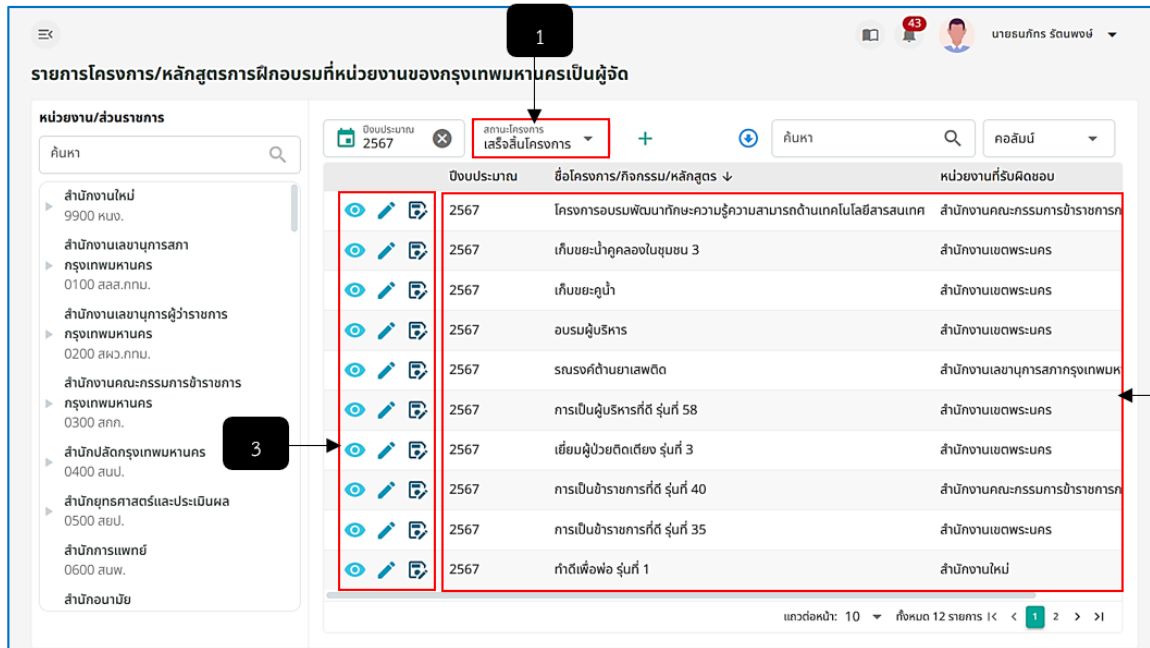 1
43
นายธนภัทร รัตนพงษ์
รายการโครงการ/หลักสูตรการฝึกอบรมที่หน่วยงานของกรุงเทพมหานครเป็นผู้จัด
หน่วยงาน/ส่วนราชการ
ค้นหา
สำนักงานใหม่
9900 หนง.
สำนักงานเลขานุการสภา
กรุงเทพมหานคร
0100 สลส.กทม.
สำนักงานเลขานุการผู้ว่าราชการ
กรุงเทพมหานคร
0200 สผว.กทม.
สำนักงานคณะกรรมการข้าราชการ
กรุงเทพมหานคร
0300 สกก.
สำนักปลัดกรุงเทพมหานคร
0400 สนป.
สำนักยุทธศาสตร์และประเมินผล
0500 สยป.
สำนักการแพทย์
0600 สนพ.
สำนักอนามัย
3
ปีงบประมาณ
2567
สถานะโครงการ
เสร็จสิ้นโครงการ
ค้นหา
คอลัมน์
ปีงบประมาณ ชื่อโครงการ/กิจกรรม/หลักสูตร ↓ หน่วยงานที่รับผิดชอบ
2567 โครงการอบรมพัฒนาทักษะความรู้ความสามารถด้านเทคโนโลยีสารสนเทศ สำนักงานคณะกรรมการข้าราชการก
2567 เก็บขยะน้ำคูคลองในชุมชน 3 สำนักงานเขตพระนคร
2567 เก็บขยะคูน้ำ สำนักงานเขตพระนคร
2567 อบรมผู้บริหาร สำนักงานเขตพระนคร
2567 รณรงค์ต้านยาเสพติด สำนักงานเลขานุการสภากรุงเทพมห
2567 การเป็นผู้บริหารที่ดี รุ่นที่ 58 สำนักงานเขตพระนคร
2567 เยี่ยมผู้ป่วยติดเตียง รุ่นที่ 3 สำนักงานเขตพระนคร
2567 การเป็นข้าราชการที่ดี รุ่นที่ 40 สำนักงานคณะกรรมการข้าราชการก
2567 การเป็นข้าราชการที่ดี รุ่นที่ 35 สำนักงานเขตพระนคร
2567 ทำดีเพื่อพ่อ รุ่นที่ 1 สำนักงานใหม่
แถวต่อหน้า: 10 ทั้งหมด 12 รายการ |< < 1 2 > >|